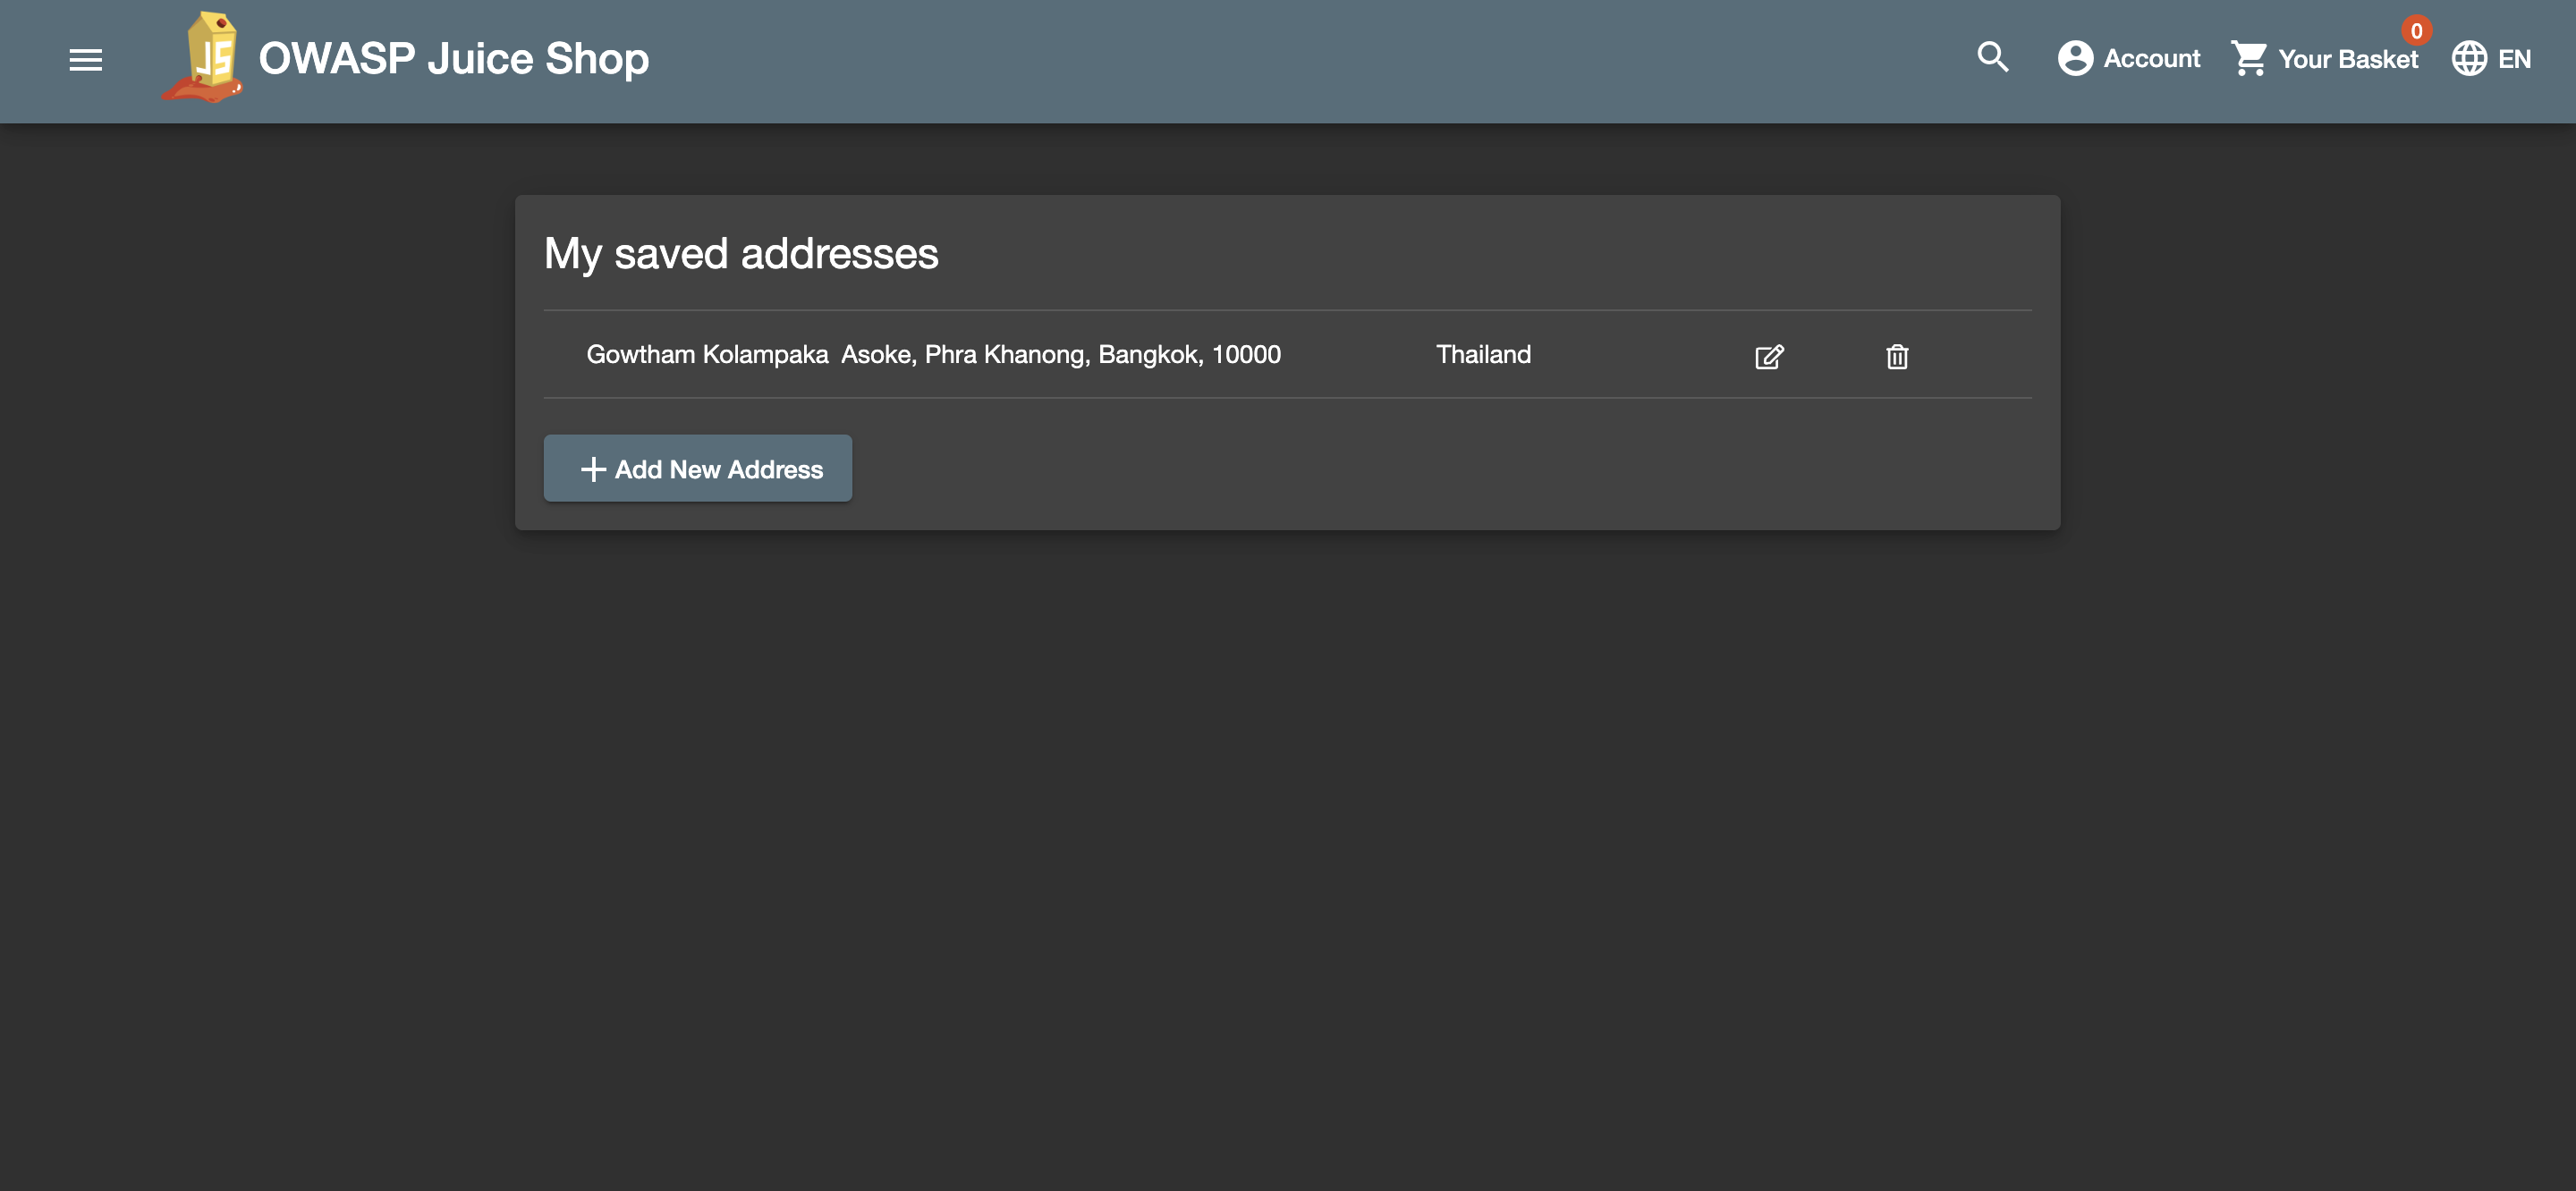 JS
OWASP Juice Shop
Account
Your Basket
0
EN
My saved addresses
Gowtham Kolampaka Asoke, Phra Khanong, Bangkok, 10000 Thailand
Add New Address